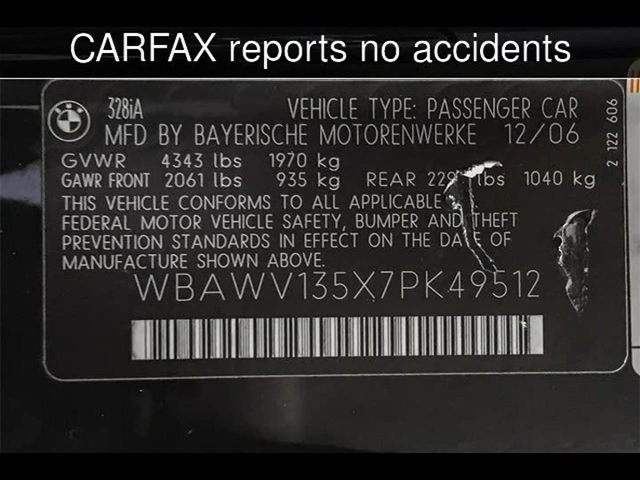 CARFAX reports no accidents
BMW
328iA VEHICLE TYPE: PASSENGER CAR
MFD BY BAYERISCHE MOTORENWERKE 12/06
GVWR 4343 lbs 1970 kg
GAWR FRONT 2061 lbs 935 kg REAR lbs 1040 kg
THIS VEHICLE CONFORMS TO ALL APPLICABLE
FEDERAL MOTOR VEHICLE SAFETY, BUMPER AND THEFT
PREVENTION STANDARDS IN EFFECT ON THE DATE OF
MANUFACTURE SHOWN ABOVE.
WBAWV135X7PK49512
2 122 606